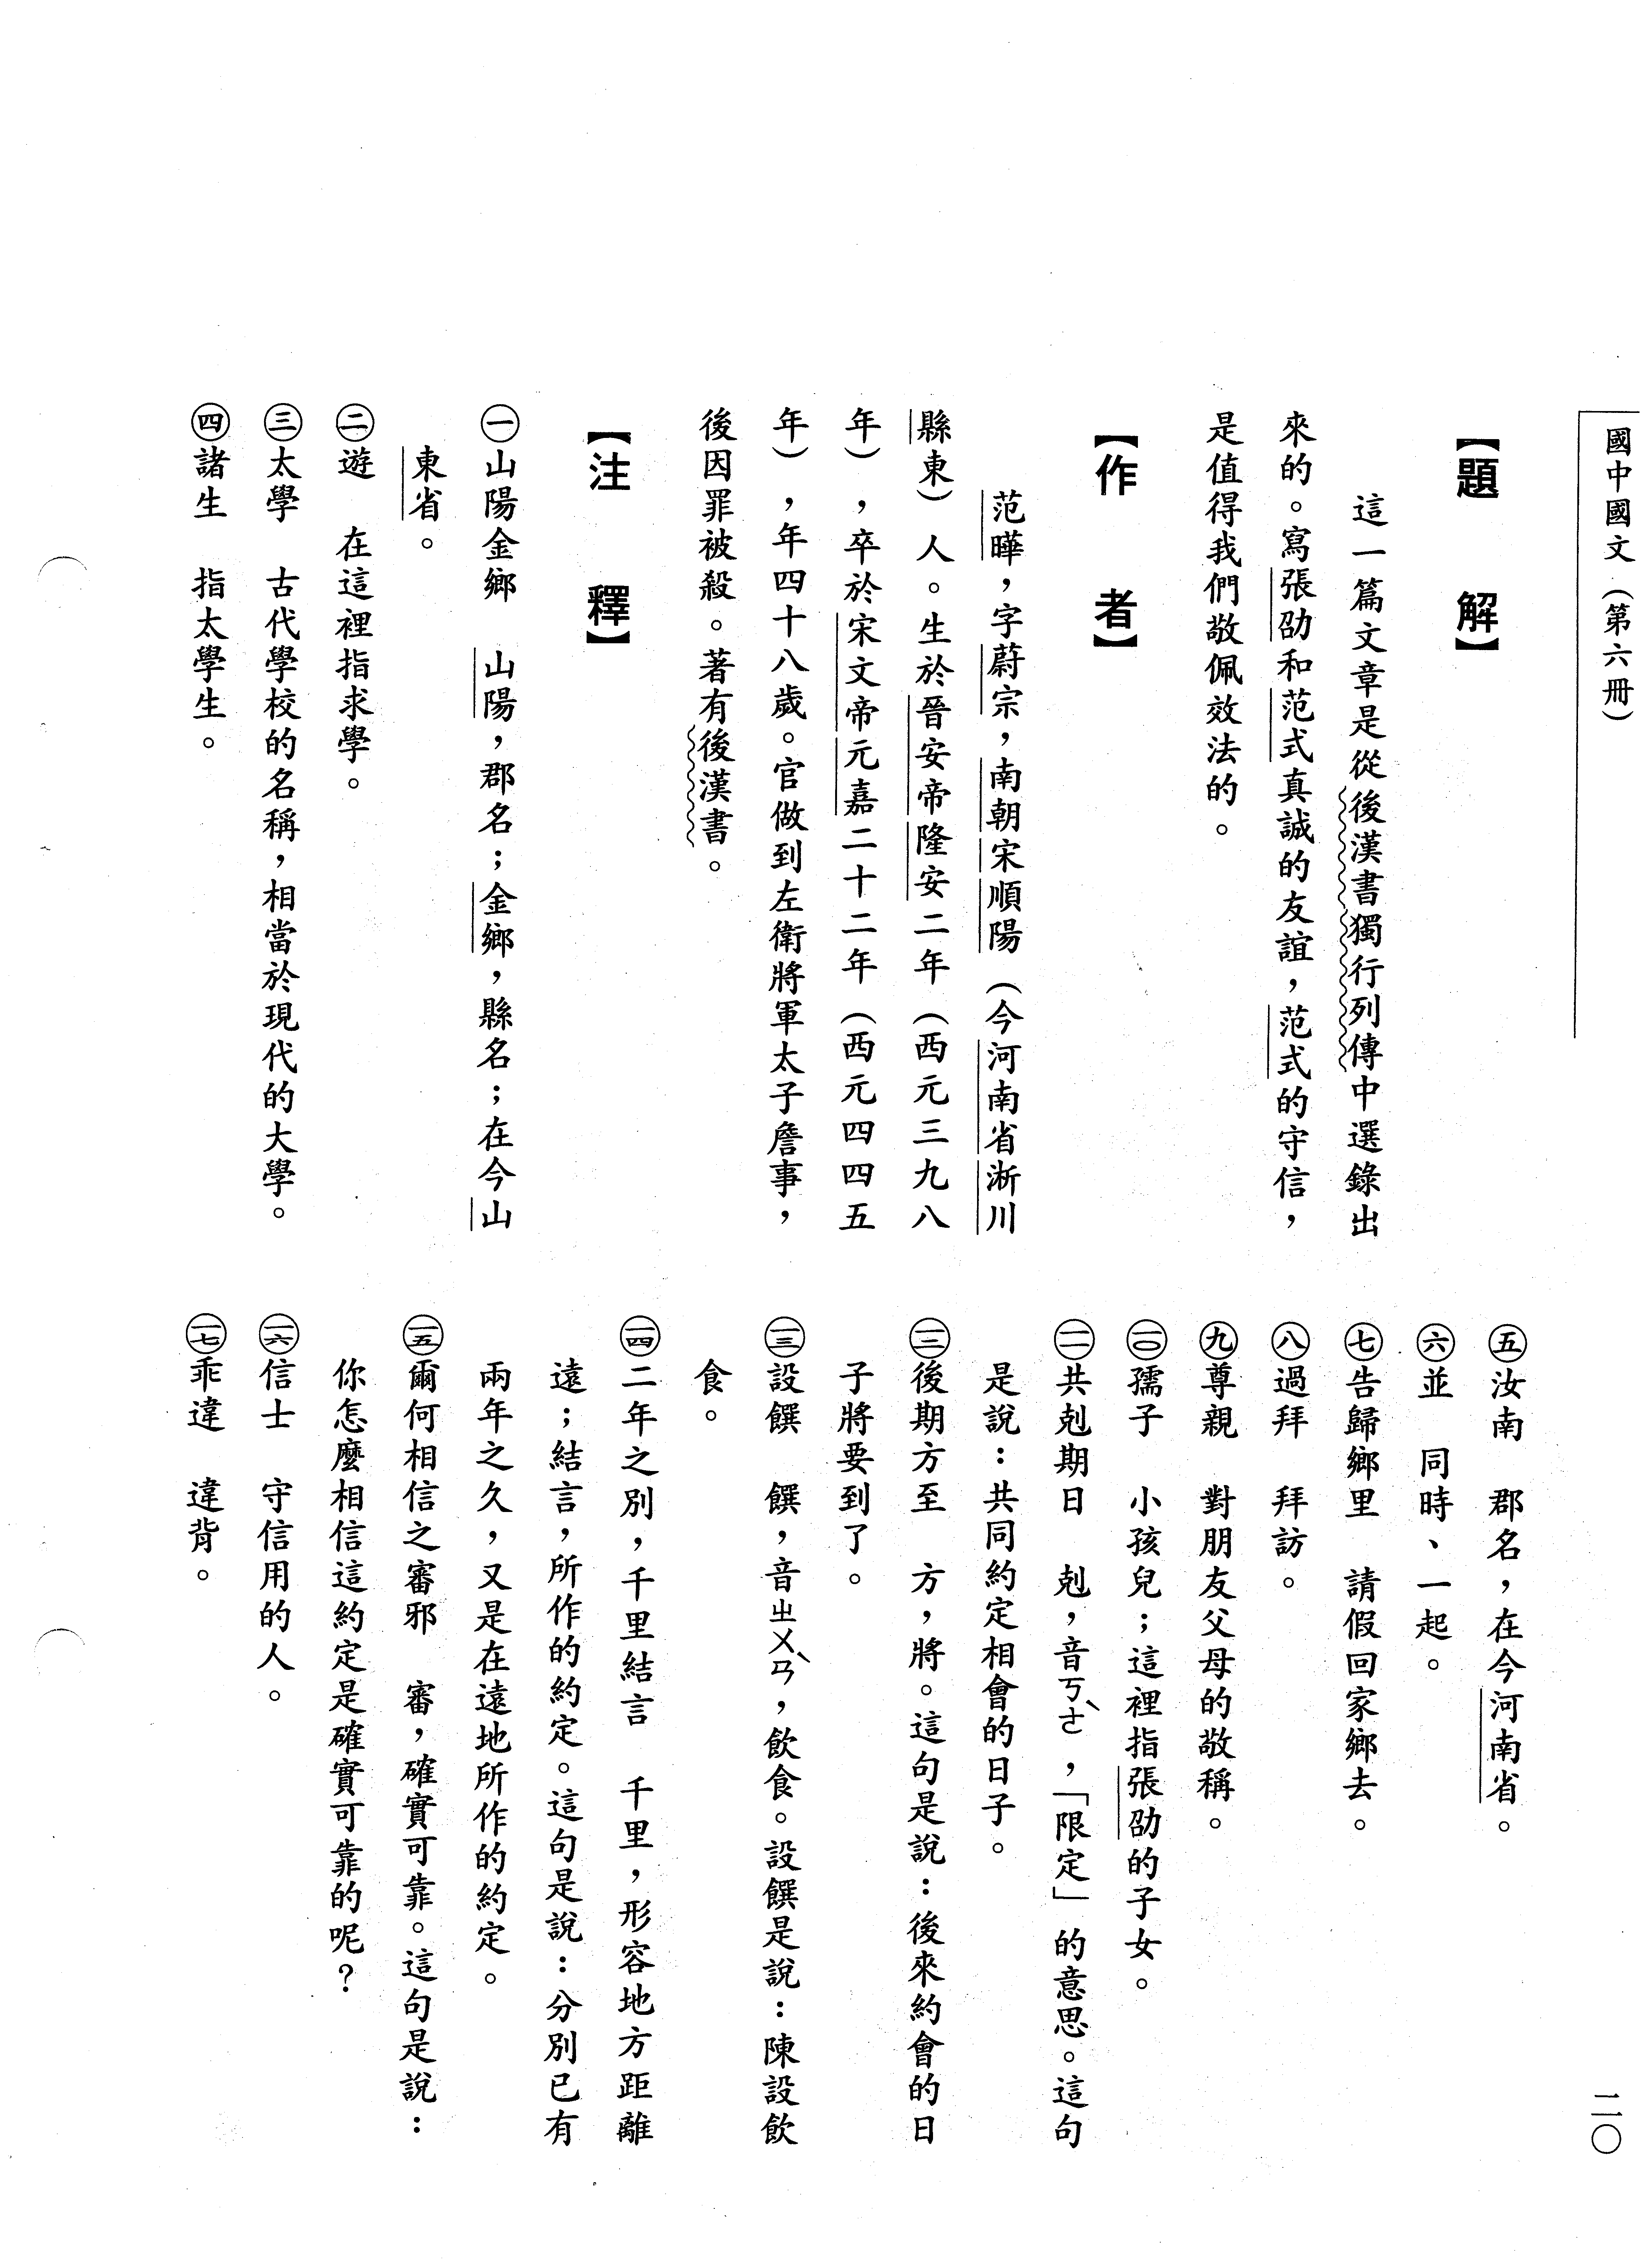 國中國文（第六冊）
二〇
【題　解】
這一篇文章是從後漢書獨行列傳中選錄出
來的。寫張劭和范式真誠的友誼，范式的守信，
是值得我們敬佩效法的。
【作　者】
范曄，字蔚宗，南朝宋順陽（今河南省淅川
縣東）人。生於晉安帝隆安二年（西元三九八
年），卒於宋文帝元嘉二十二年（西元四四五
年），年四十八歲。官做到左衛將軍太子詹事，
後因罪被殺。著有後漢書。
【注　釋】
㊀山陽金鄉　山陽，郡名；金鄉，縣名；在今山
東省。
㊁遊　在這裡指求學。
㊂太學　古代學校的名稱，相當於現代的大學。
㊃諸生　指太學生。
㊄汝南　郡名，在今河南省。
㊅並　同時、一起。
㊆告歸鄉里　請假回家鄉去。
㊇過拜　拜訪。
㊈尊親　對朋友父母的敬稱。
一〇孺子　小孩兒；這裡指張劭的子女。
一一共剋期日　剋，音ㄎㄜˋ，「限定」的意思。這句
是說：共同約定相會的日子。
一二後期方至　方，將。這句是說：後來約會的日
子將要到了。
一三設饌　饌，音ㄓㄨㄢˋ，飲食。設饌是說：陳設飲
食。
一四二年之別，千里結言　千里，形容地方距離
遠；結言，所作的約定。這句是說：分別已有
兩年之久，又是在遠地所作的約定。
一五爾何相信之審邪　審，確實可靠。這句是說：
你怎麼相信這約定是確實可靠的呢？
一六信士　守信用的人。
一七乖違　違背。